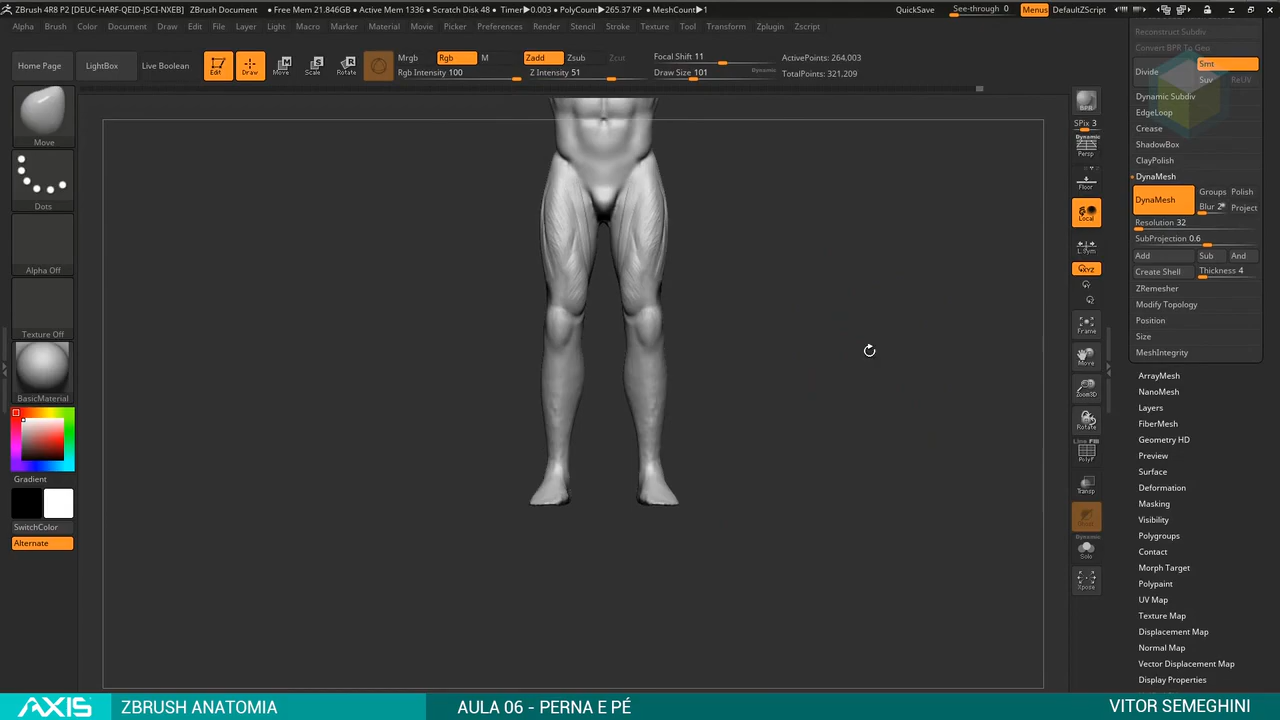 ZBrush 4R8 P2 [DEUC-HARF-QEID-JSCI-NXEB] ZBrush Document • Free Mem 21.846GB • Active Mem 1336 • Scratch Disk 48 • Timer▶0.003 • PolyCount▶265.37 KP • MeshCount▶1 QuickSave See-through 0 Menus DefaultZScript
Alpha Brush Color Document Draw Edit File Layer Light Macro Marker Material Movie Picker Preferences Render Stencil Stroke Texture Tool Transform Zplugin Zscript
Home Page LightBox Live Boolean
Edit Draw Move Scale Rotate
Mrgb Rgb M
Rgb Intensity 100
Zadd Zsub Zcut
Z Intensity 51
Focal Shift 11
Draw Size 101 Dynamic
ActivePoints: 264,003
TotalPoints: 321,209
Move
Dots
Alpha Off
Texture Off
BasicMaterial
Gradient
SwitchColor
Alternate
BPR
SPix 3
Dynamic
Persp
Floor
Local
L.Sym
XYZ
Frame
Move
Zoom3D
Rotate
Line Fill
PolyF
Transp
Dynamic
Solo
Xpose
Reconstruct Subdiv
Convert BPR To Geo
Divide
Smt
Suv ReUV
Dynamic Subdiv
EdgeLoop
Crease
ShadowBox
ClayPolish
DynaMesh
DynaMesh
Groups Polish
Blur 2 Project
Resolution 32
SubProjection 0.6
Add Sub And
Create Shell Thickness 4
ZRemesher
Modify Topology
Position
Size
MeshIntegrity
ArrayMesh
NanoMesh
Layers
FiberMesh
Geometry HD
Preview
Surface
Deformation
Masking
Visibility
Polygroups
Contact
Morph Target
Polypaint
UV Map
Texture Map
Displacement Map
Normal Map
Vector Displacement Map
Display Properties
AXIS ZBRUSH ANATOMIA AULA 06 - PERNA E PÉ VITOR SEMEGHINI